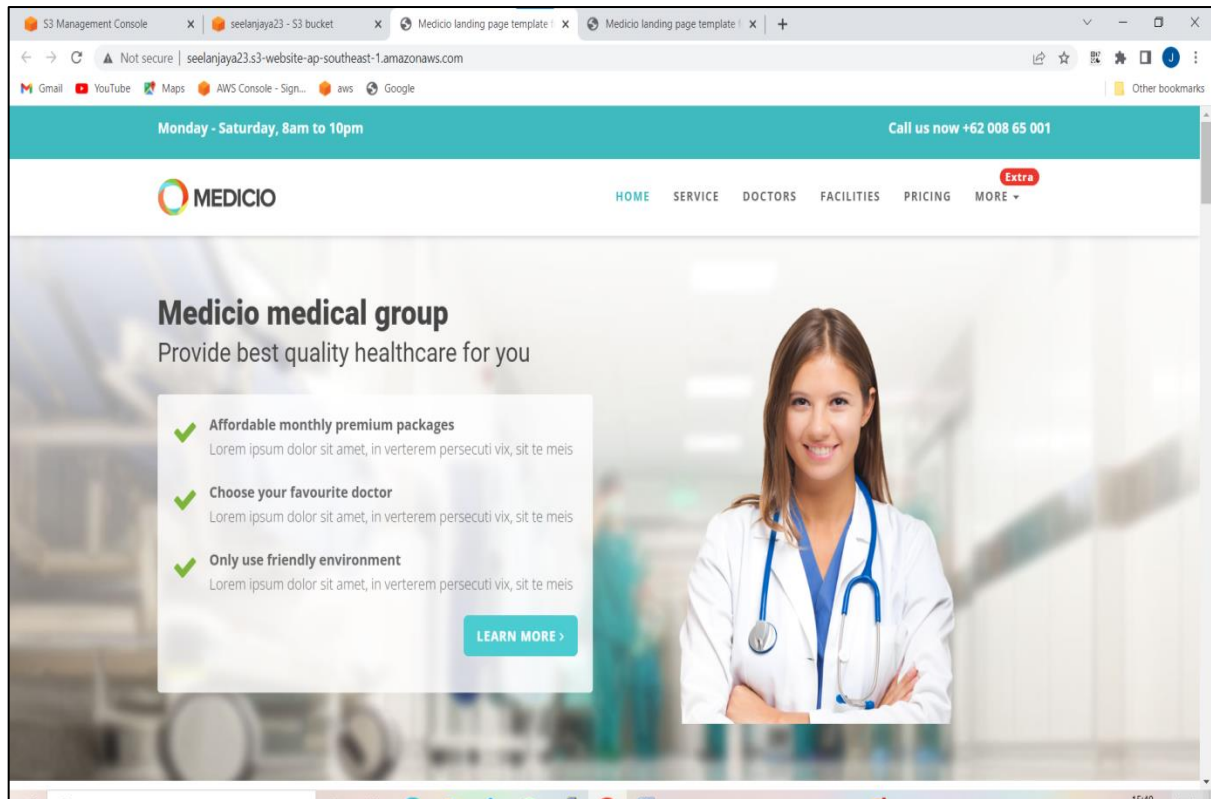 S3 Management Console
seelanjaya23 - S3 bucket
Medicio landing page template f
Medicio landing page template f
Not secure | seelanjaya23.s3-website-ap-southeast-1.amazonaws.com
J
Gmail YouTube Maps AWS Console - Sign... aws Google Other bookmarks
Monday - Saturday, 8am to 10pm Call us now +62 008 65 001
Extra
MEDICIO HOME SERVICE DOCTORS FACILITIES PRICING MORE
Medicio medical group
Provide best quality healthcare for you
Affordable monthly premium packages
Lorem ipsum dolor sit amet, in verterem persecuti vix, sit te meis
Choose your favourite doctor
Lorem ipsum dolor sit amet, in verterem persecuti vix, sit te meis
Only use friendly environment
Lorem ipsum dolor sit amet, in verterem persecuti vix, sit te meis
LEARN MORE ›